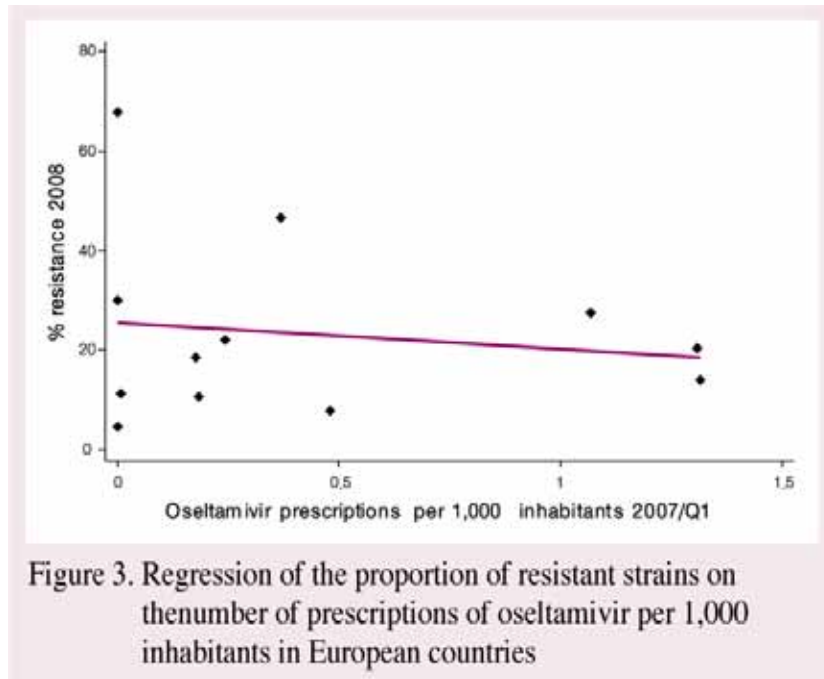 80
60
40
20
0
% resistance 2008
0 0,5 1 1,5
Oseltamivir prescriptions per 1,000 inhabitants 2007/Q1
Figure 3. Regression of the proportion of resistant strains on
thenumber of prescriptions of oseltamivir per 1,000
inhabitants in European countries